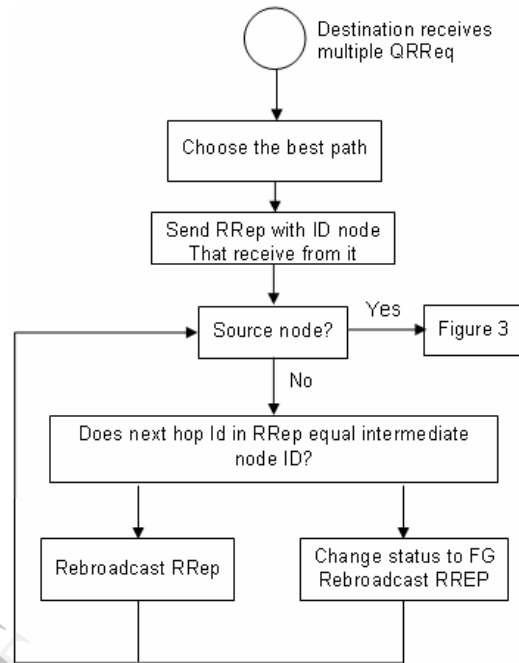 Destination receives
multiple QRReq
Choose the best path
Send RRep with ID node
That receive from it
Source node?
Yes
Figure 3
No
Does next hop Id in RRep equal intermediate
node ID?
Rebroadcast RRep
Change status to FG
Rebroadcast RREP